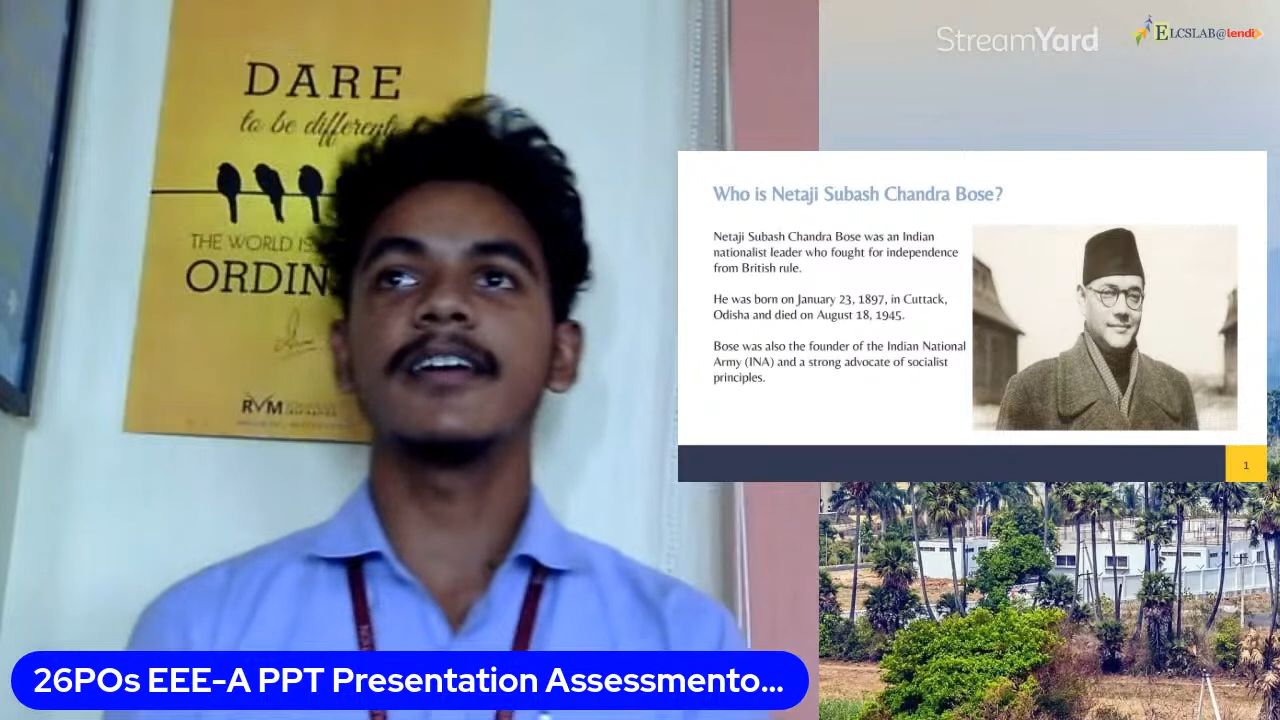 DARE
to be different
THE WORLD IS
ORDIN
RVM
StreamYard
ELCSLAB@lendi
Who is Netaji Subash Chandra Bose?
Netaji Subash Chandra Bose was an Indian
nationalist leader who fought for independence
from British rule.
He was born on January 23, 1897, in Cuttack,
Odisha and died on August 18, 1945.
Bose was also the founder of the Indian National
Army (INA) and a strong advocate of socialist
principles.
1
26POs EEE-A PPT Presentation Assessmento...